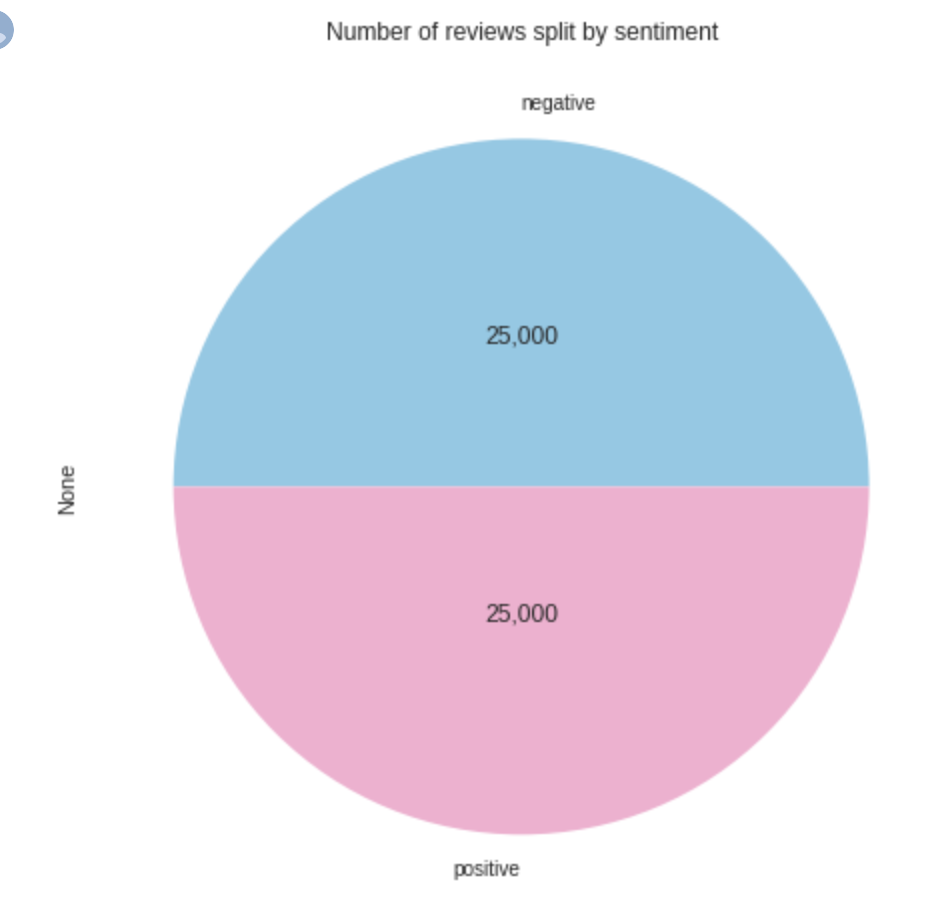 Number of reviews split by sentiment
negative
25,000
None
25,000
positive